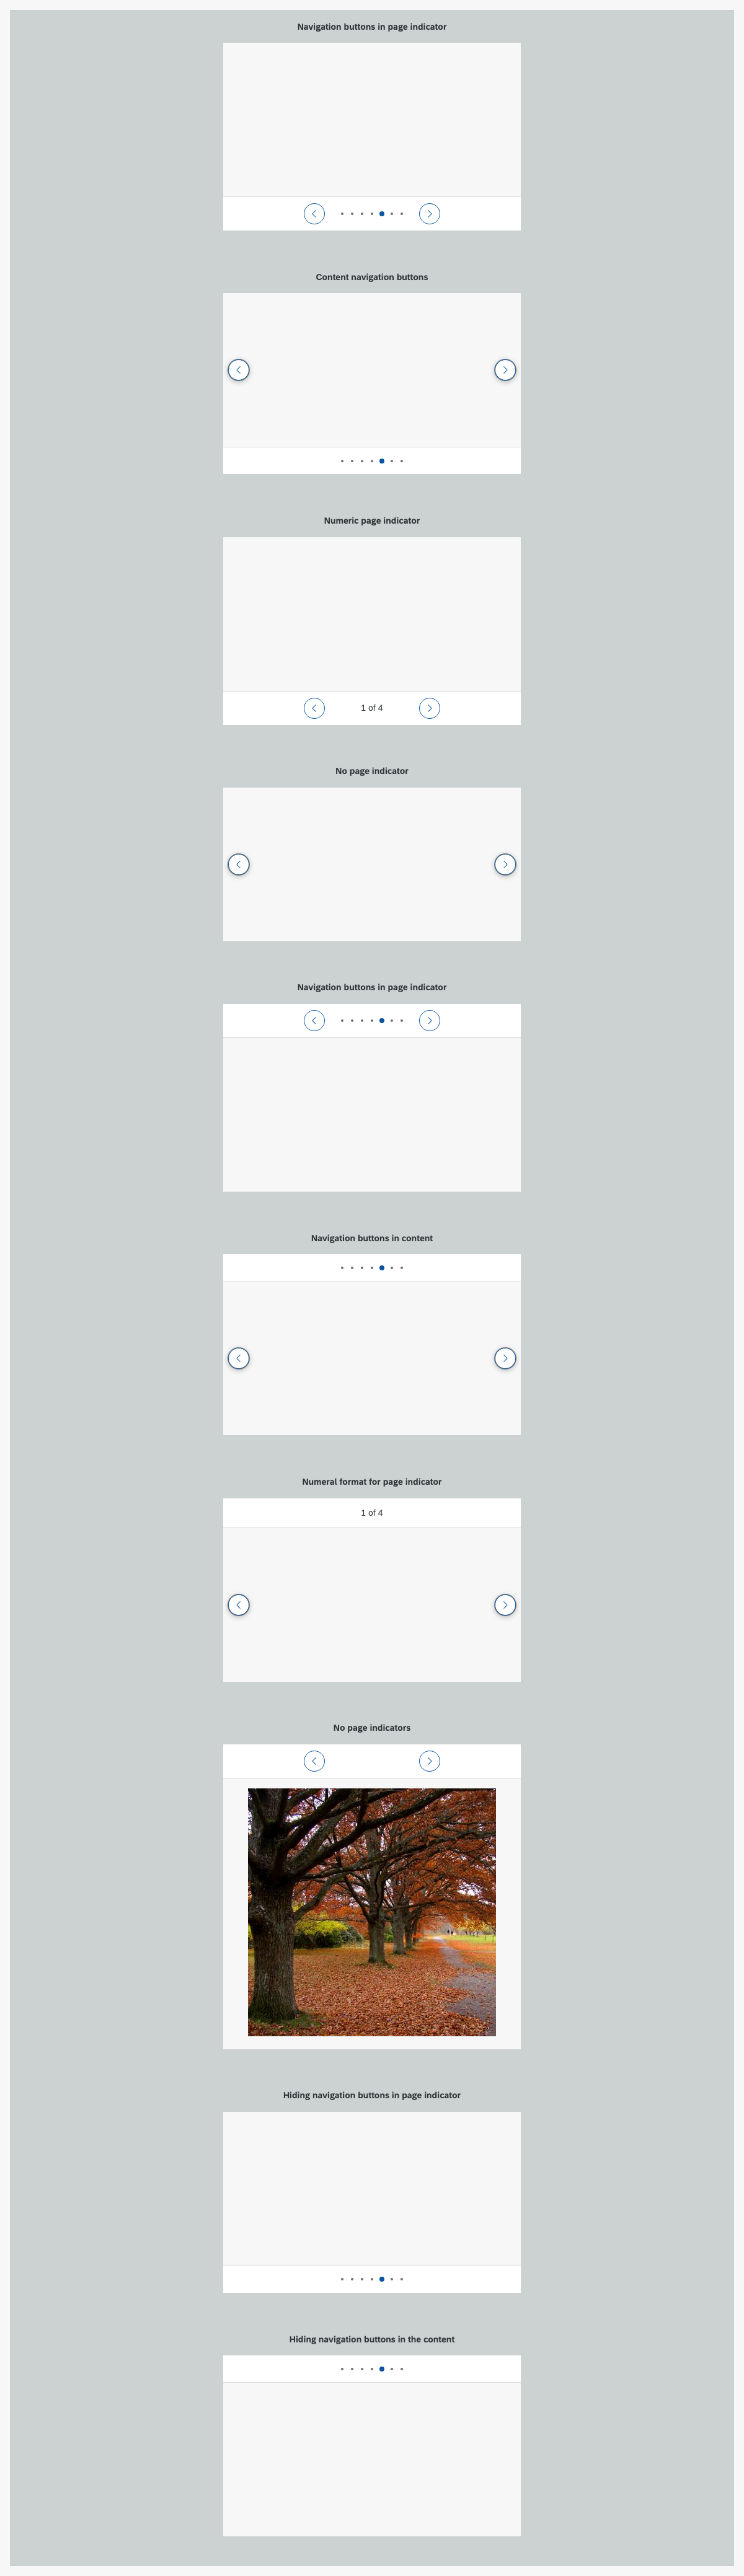 Navigation buttons in page indicator
Content navigation buttons
Numeric page indicator
1 of 4
No page indicator
Navigation buttons in page indicator
Navigation buttons in content
Numeral format for page indicator
1 of 4
No page indicators
Hiding navigation buttons in page indicator
Hiding navigation buttons in the content